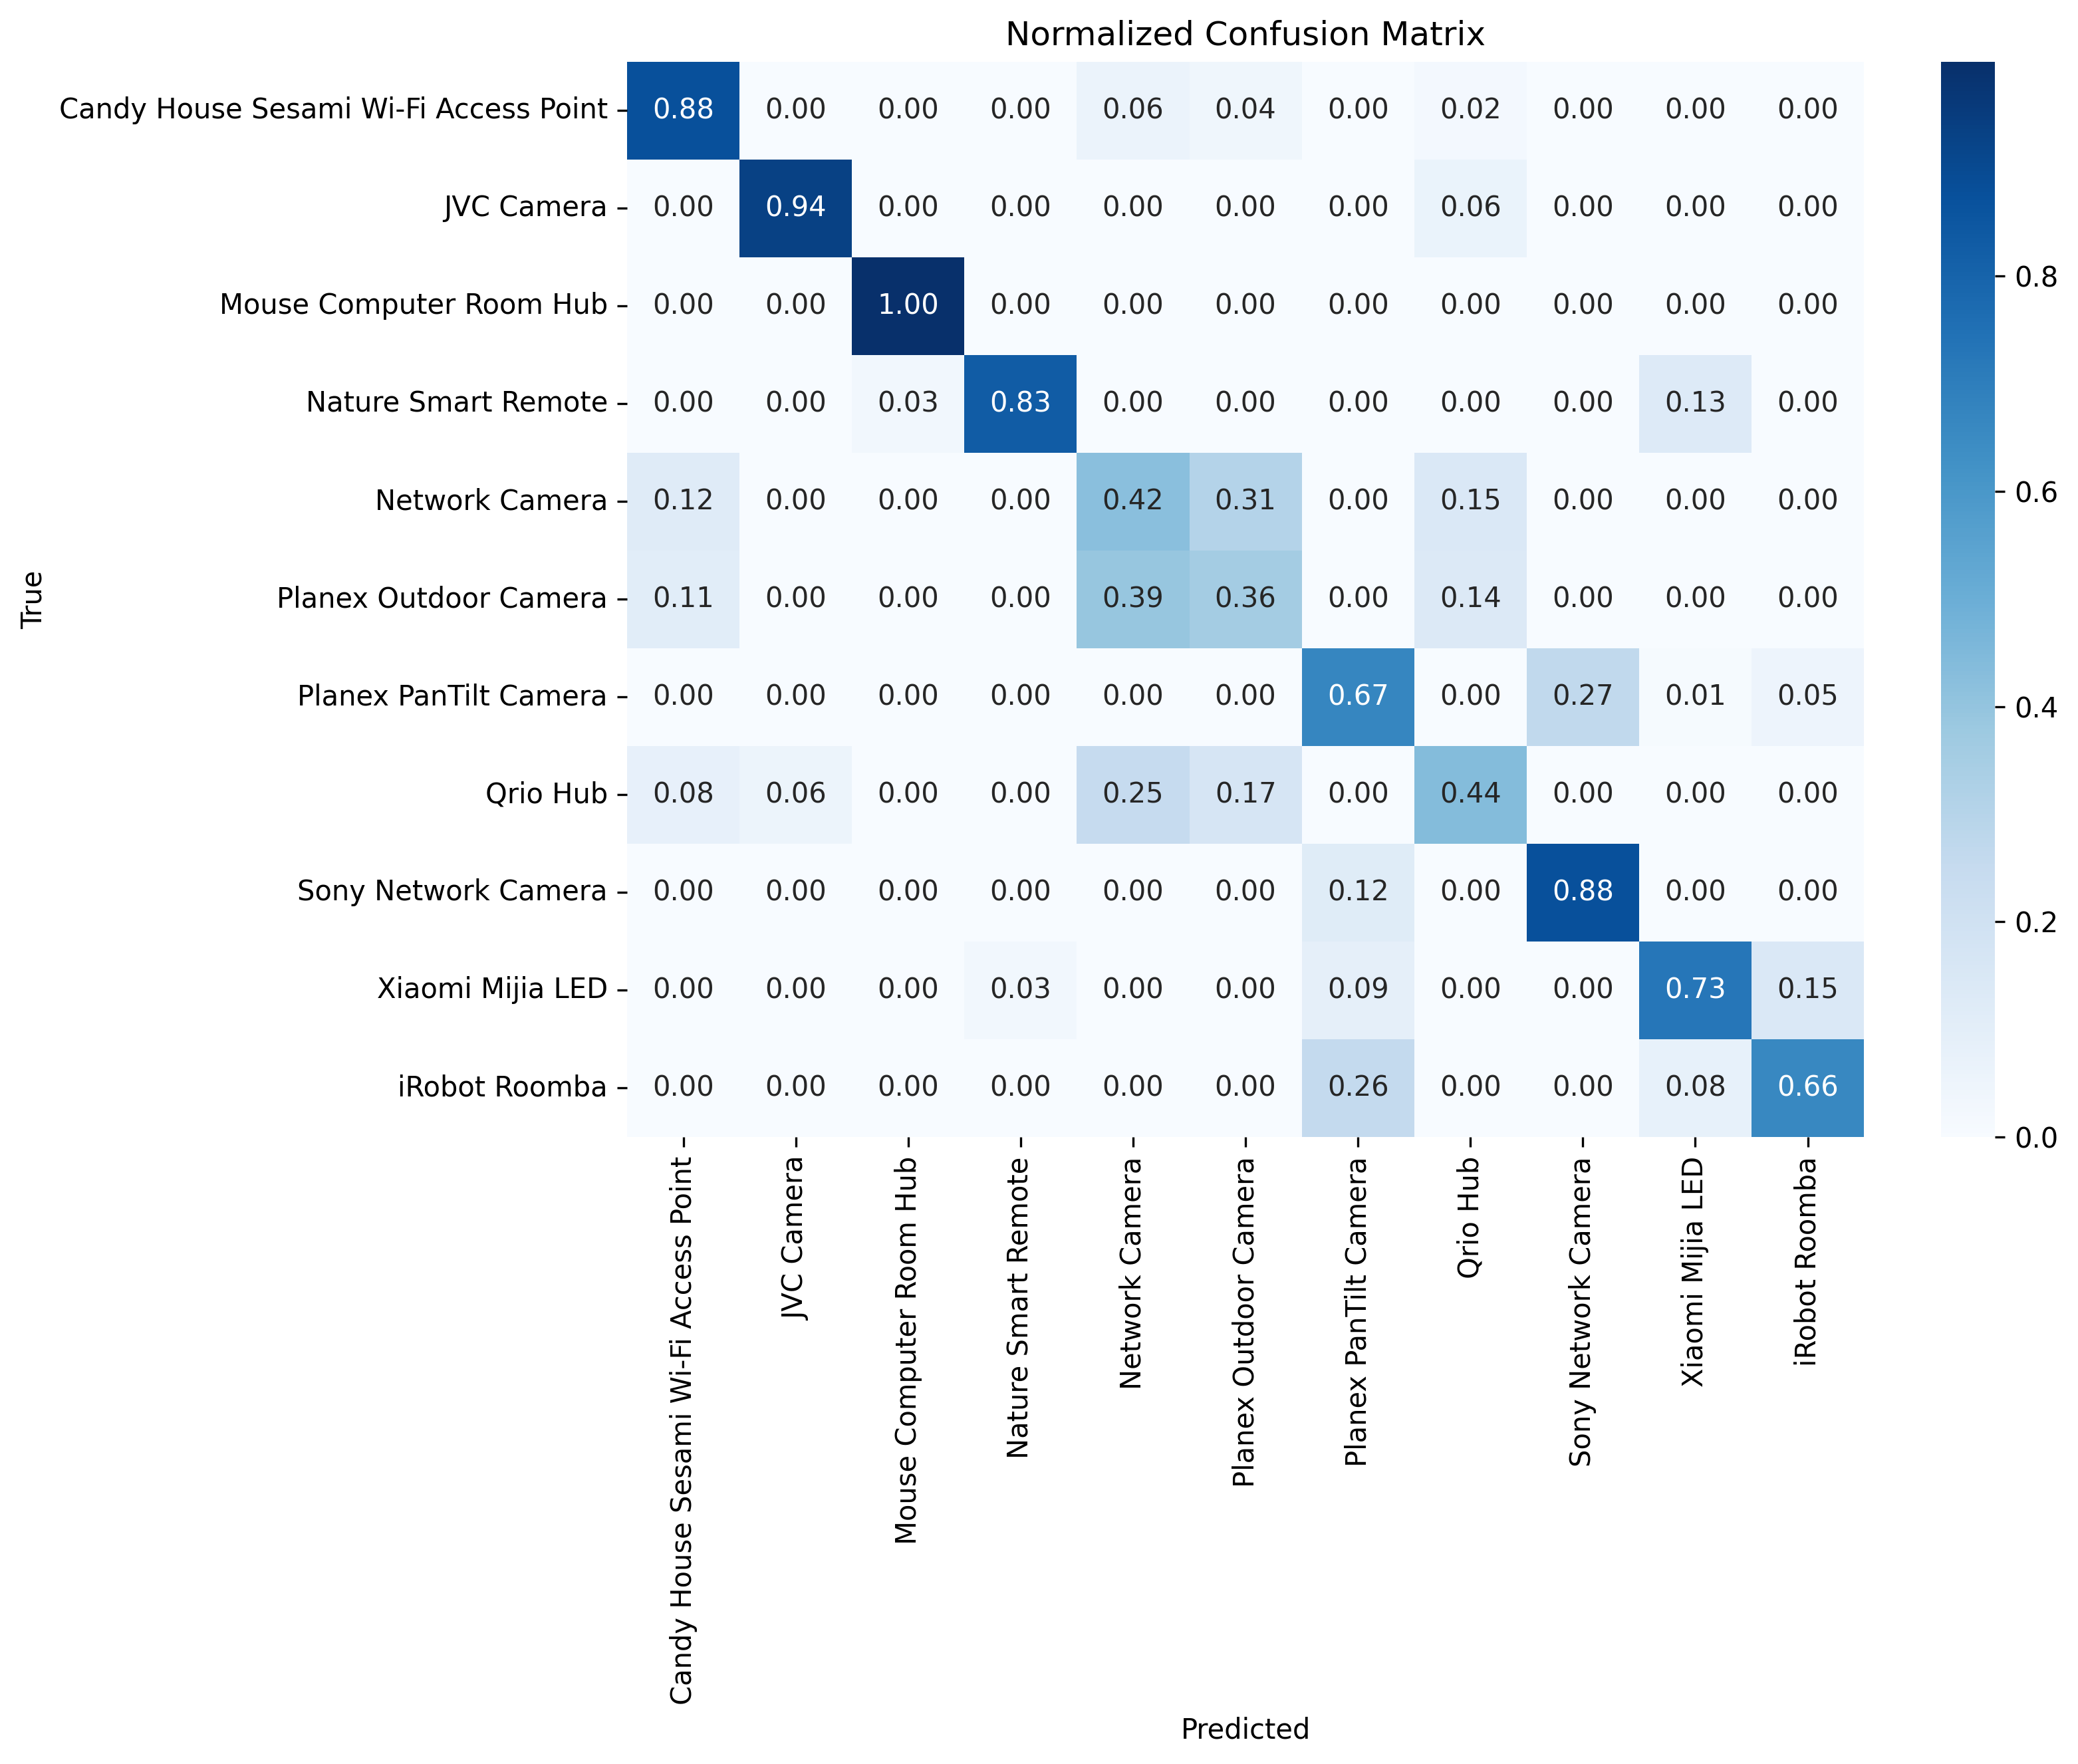 Normalized Confusion Matrix
Candy House Sesami Wi-Fi Access Point 0.88 0.00 0.00 0.00 0.06 0.04 0.00 0.02 0.00 0.00 0.00
JVC Camera 0.00 0.94 0.00 0.00 0.00 0.00 0.00 0.06 0.00 0.00 0.00
Mouse Computer Room Hub 0.00 0.00 1.00 0.00 0.00 0.00 0.00 0.00 0.00 0.00 0.00
Nature Smart Remote 0.00 0.00 0.03 0.83 0.00 0.00 0.00 0.00 0.00 0.13 0.00
Network Camera 0.12 0.00 0.00 0.00 0.42 0.31 0.00 0.15 0.00 0.00 0.00
Planex Outdoor Camera 0.11 0.00 0.00 0.00 0.39 0.36 0.00 0.14 0.00 0.00 0.00
Planex PanTilt Camera 0.00 0.00 0.00 0.00 0.00 0.00 0.67 0.00 0.27 0.01 0.05
Qrio Hub 0.08 0.06 0.00 0.00 0.25 0.17 0.00 0.44 0.00 0.00 0.00
Sony Network Camera 0.00 0.00 0.00 0.00 0.00 0.00 0.12 0.00 0.88 0.00 0.00
Xiaomi Mijia LED 0.00 0.00 0.00 0.03 0.00 0.00 0.09 0.00 0.00 0.73 0.15
iRobot Roomba 0.00 0.00 0.00 0.00 0.00 0.00 0.26 0.00 0.00 0.08 0.66
True
Candy House Sesami Wi-Fi Access Point
JVC Camera
Mouse Computer Room Hub
Nature Smart Remote
Network Camera
Planex Outdoor Camera
Planex PanTilt Camera
Qrio Hub
Sony Network Camera
Xiaomi Mijia LED
iRobot Roomba
Predicted
0.8
0.6
0.4
0.2
0.0